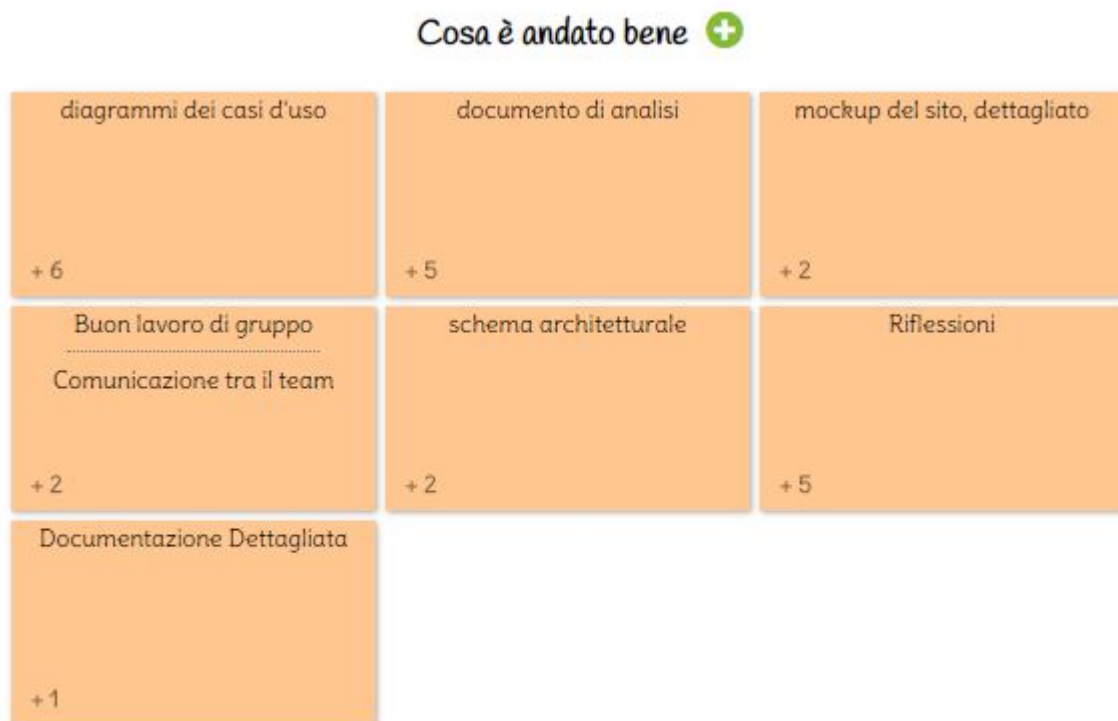 Cosa è andato bene
diagrammi dei casi d'uso
+ 6
documento di analisi
+ 5
mockup del sito, dettagliato
+ 2
Buon lavoro di gruppo
Comunicazione tra il team
+ 2
schema architetturale
+ 2
Riflessioni
+ 5
Documentazione Dettagliata
+ 1